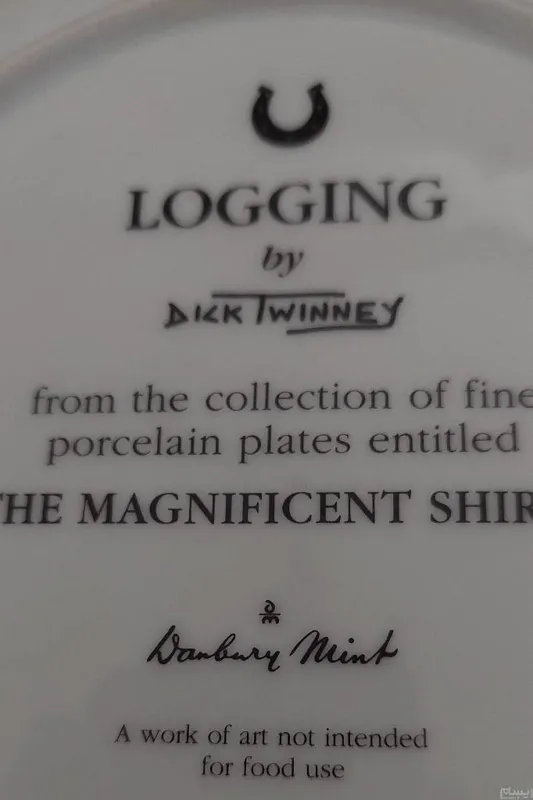 LOGGING
by
DICK TWINNEY
from the collection of fine
porcelain plates entitled
THE MAGNIFICENT SHIR
Danbury Mint
A work of art not intended
for food use